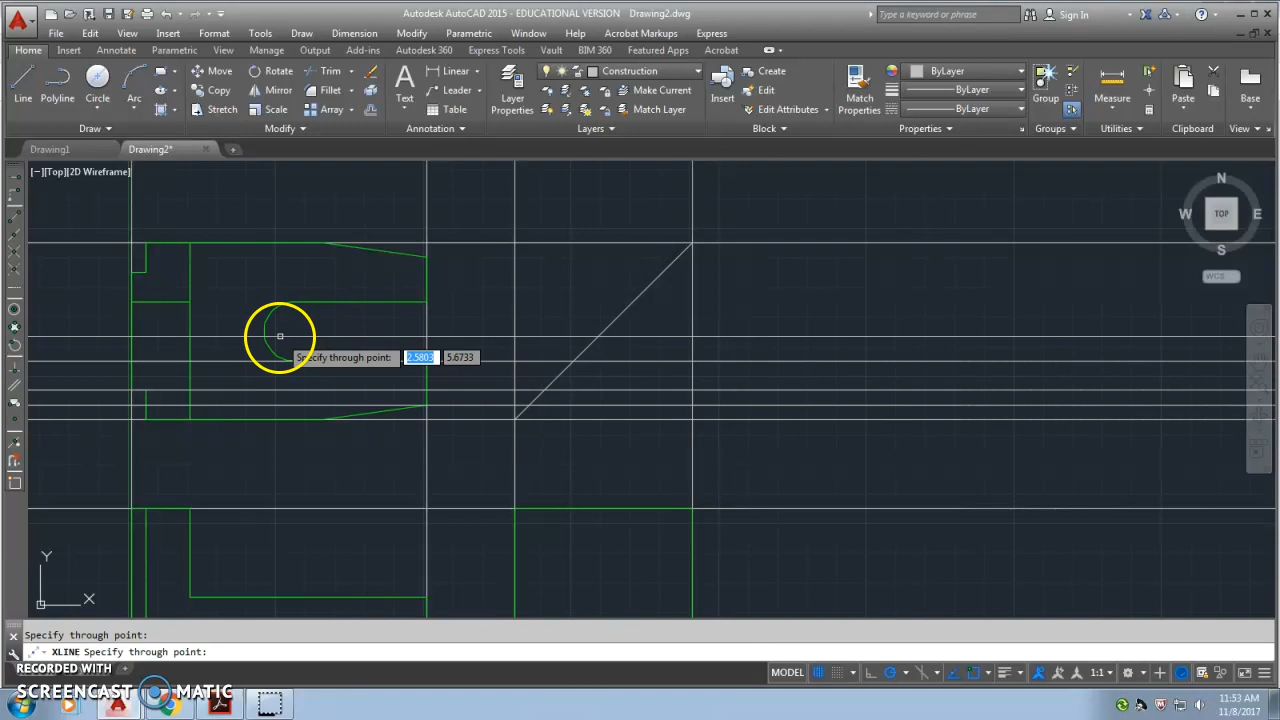 Autodesk AutoCAD 2015 - EDUCATIONAL VERSION Drawing2.dwg
Type a keyword or phrase
Sign In
File Edit View Insert Format Tools Draw Dimension Modify Parametric Window Help Acrobat Markups Express
Home Insert Annotate Parametric View Manage Output Add-ins Autodesk 360 Express Tools Vault BIM 360 Featured Apps Acrobat
Move Rotate Trim Linear Construction Create ByLayer
Copy Mirror Fillet Leader Make Current Edit ByLayer
Stretch Scale Array Table Match Layer Edit Attributes ByLayer
Line Polyline Circle Arc Text Layer Properties Insert Match Properties Group Measure Paste Base
Draw Modify Annotation Layers Block Properties Groups Utilities Clipboard View
Drawing1 Drawing2*
[−][Top][2D Wireframe]
N
W TOP E
S
WCS
Specify through point: 2.5803 5.6733
Y
X
Specify through point:
XLINE Specify through point:
RECORDED WITH
SCREENCAST MATIC
MODEL 1:1
11:53 AM
11/8/2017